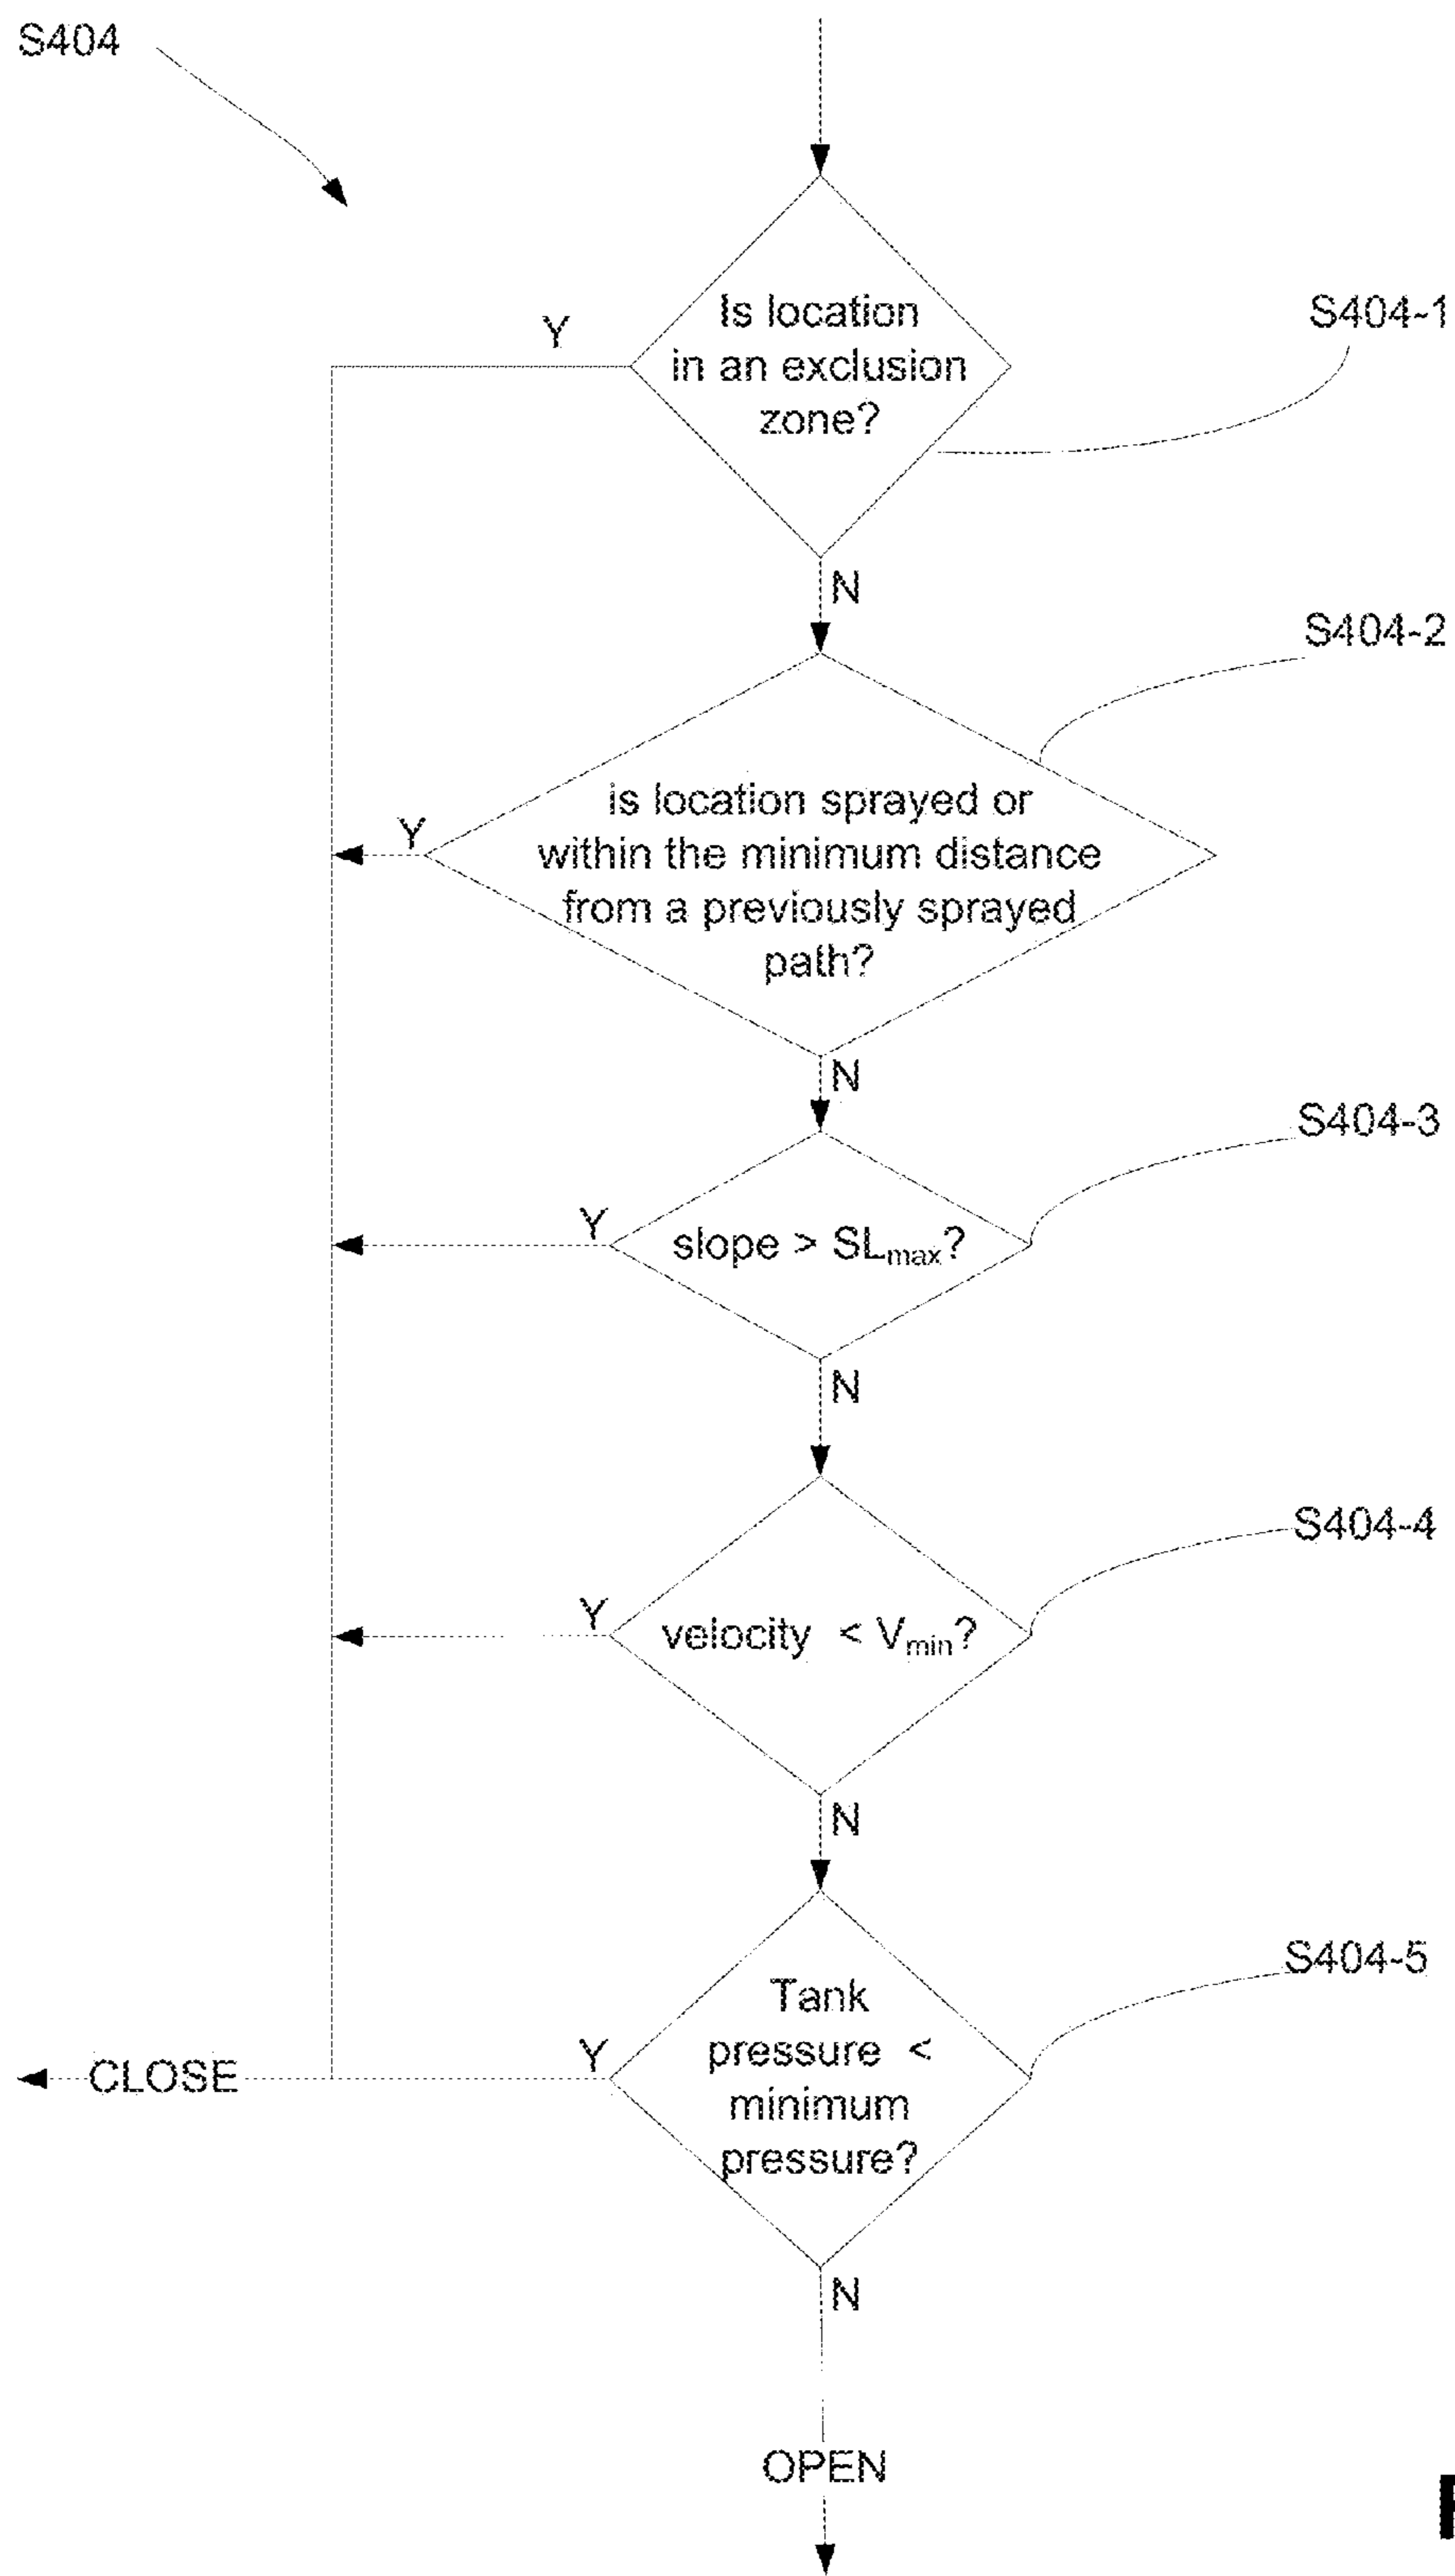 S404
Is location
in an exclusion
zone?
Y
S404-1
N
S404-2
is location sprayed or
within the minimum distance
from a previously sprayed
path?
Y
N
S404-3
slope > SLmax?
Y
N
S404-4
velocity < Vmin?
Y
N
S404-5
Tank
pressure <
minimum
pressure?
Y
CLOSE
N
OPEN